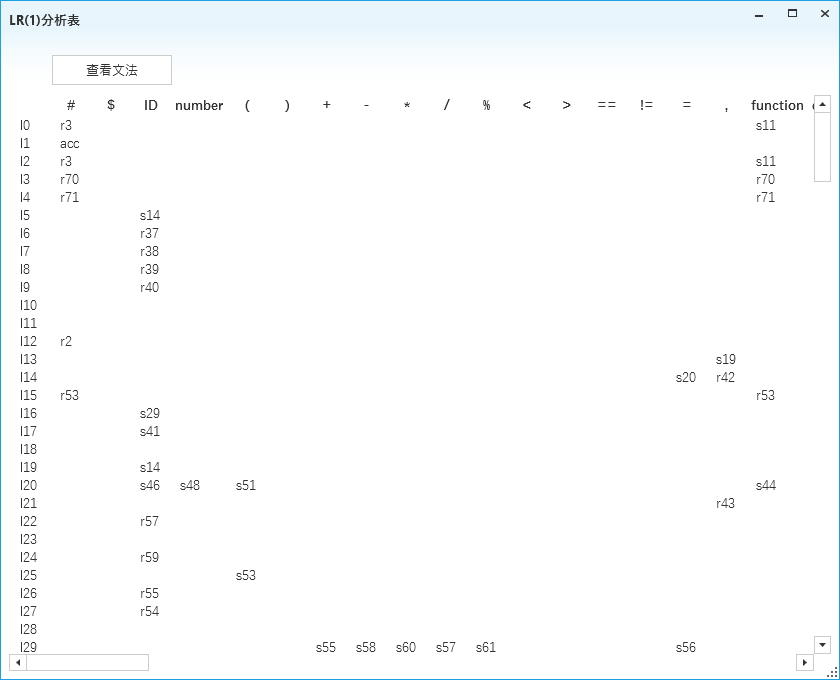 LR(1)分析表
查看文法
# $ ID number ( ) + - * / % < > == != = , function
I0 r3 s11
I1 acc
I2 r3 s11
I3 r70 r70
I4 r71 r71
I5 s14
I6 r37
I7 r38
I8 r39
I9 r40
I10
I11
I12 r2
I13 s19
I14 s20 r42
I15 r53 r53
I16 s29
I17 s41
I18
I19 s14
I20 s46 s48 s51 s44
I21 r43
I22 r57
I23
I24 r59
I25 s53
I26 r55
I27 r54
I28
I29 s55 s58 s60 s57 s61 s56